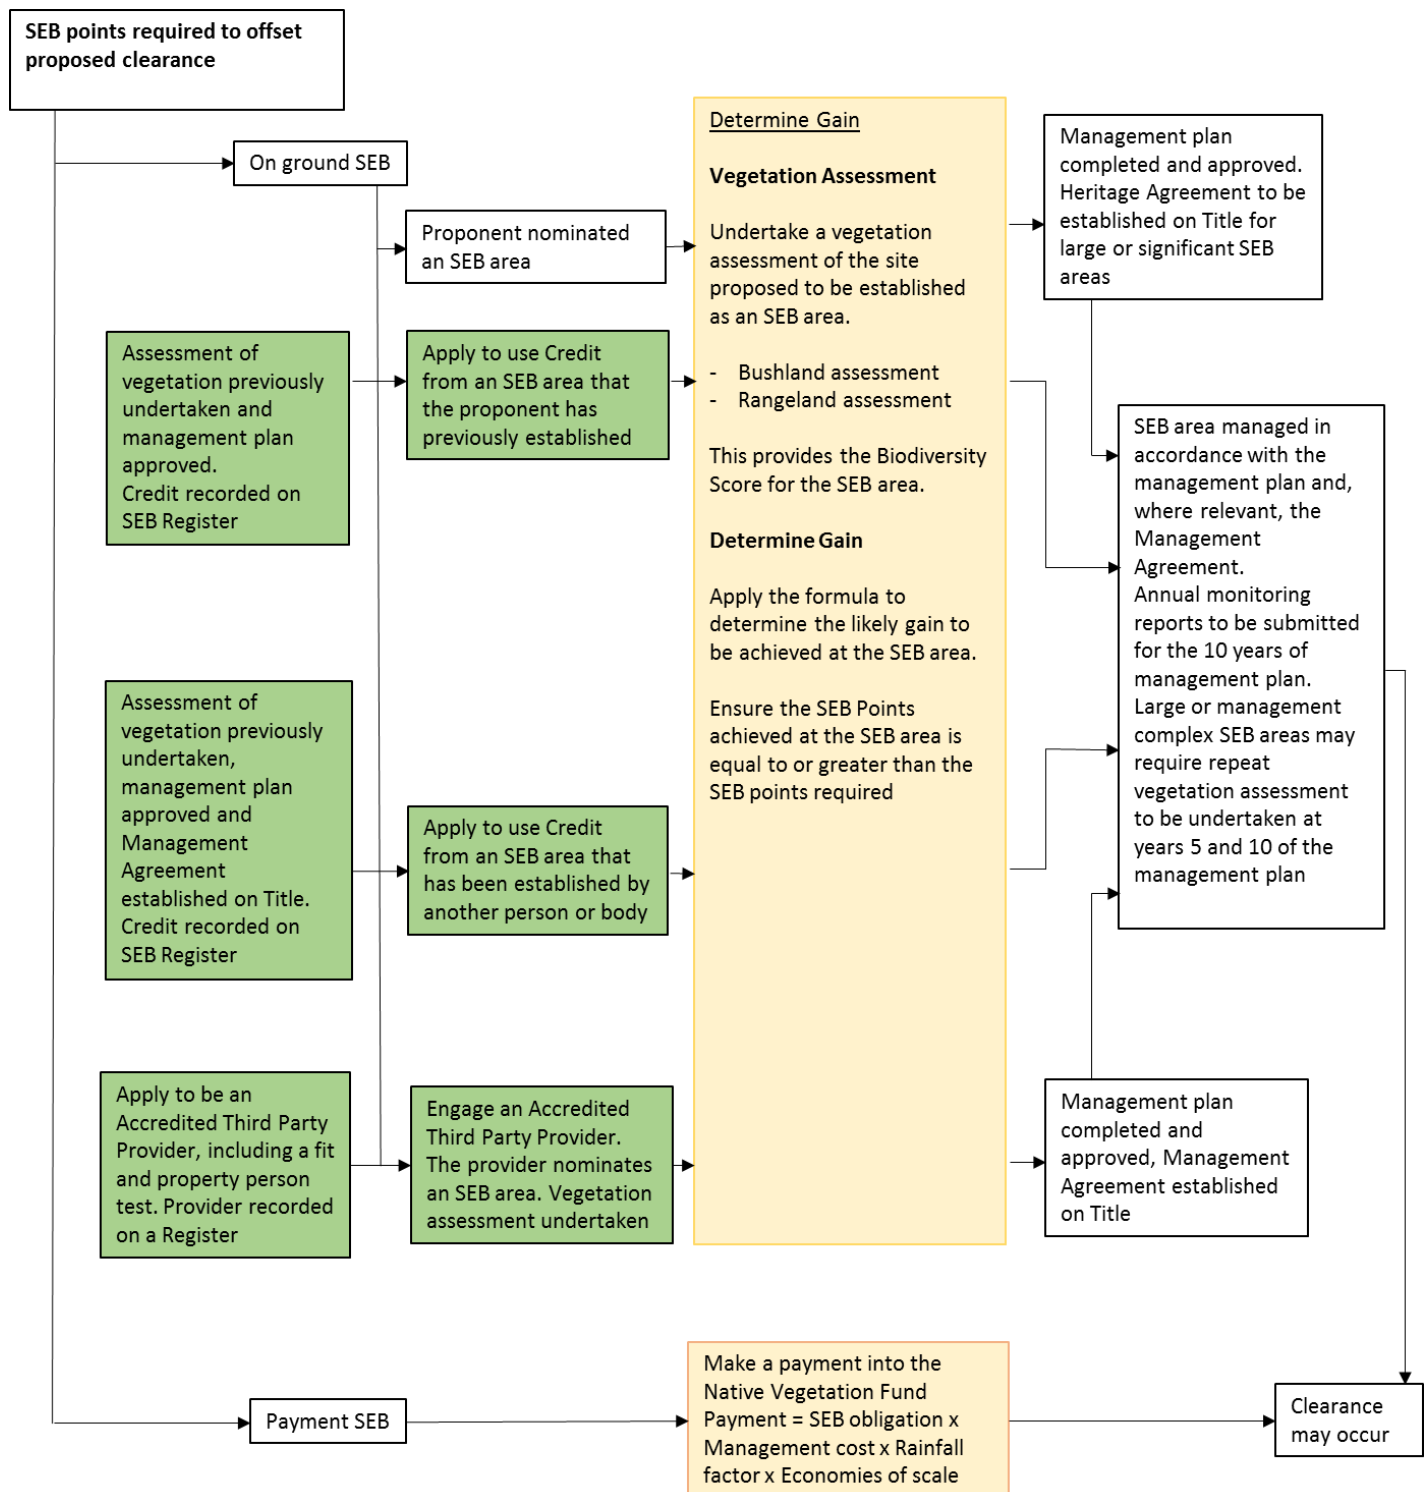 SEB points required to offset
proposed clearance
On ground SEB
Proponent nominated
an SEB area
Assessment of
vegetation previously
undertaken and
management plan
approved.
Credit recorded on
SEB Register
Apply to use Credit
from an SEB area that
the proponent has
previously established
Assessment of
vegetation previously
undertaken,
management plan
approved and
Management
Agreement
established on Title.
Credit recorded on
SEB Register
Apply to use Credit
from an SEB area that
has been established by
another person or body
Apply to be an
Accredited Third Party
Provider, including a fit
and property person
test. Provider recorded
on a Register
Engage an Accredited
Third Party Provider.
The provider nominates
an SEB area. Vegetation
assessment undertaken
Determine Gain
Vegetation Assessment
Undertake a vegetation
assessment of the site
proposed to be established
as an SEB area.
- Bushland assessment
- Rangeland assessment
This provides the Biodiversity
Score for the SEB area.
Determine Gain
Apply the formula to
determine the likely gain to
be achieved at the SEB area.
Ensure the SEB Points
achieved at the SEB area is
equal to or greater than the
SEB points required
Management plan
completed and approved.
Heritage Agreement to be
established on Title for
large or significant SEB
areas
SEB area managed in
accordance with the
management plan and,
where relevant, the
Management
Agreement.
Annual monitoring
reports to be submitted
for the 10 years of
management plan.
Large or management
complex SEB areas may
require repeat
vegetation assessment
to be undertaken at
years 5 and 10 of the
management plan
Management plan
completed and
approved, Management
Agreement established
on Title
Payment SEB
Make a payment into the
Native Vegetation Fund
Payment = SEB obligation x
Management cost x Rainfall
factor x Economies of scale
Clearance
may occur